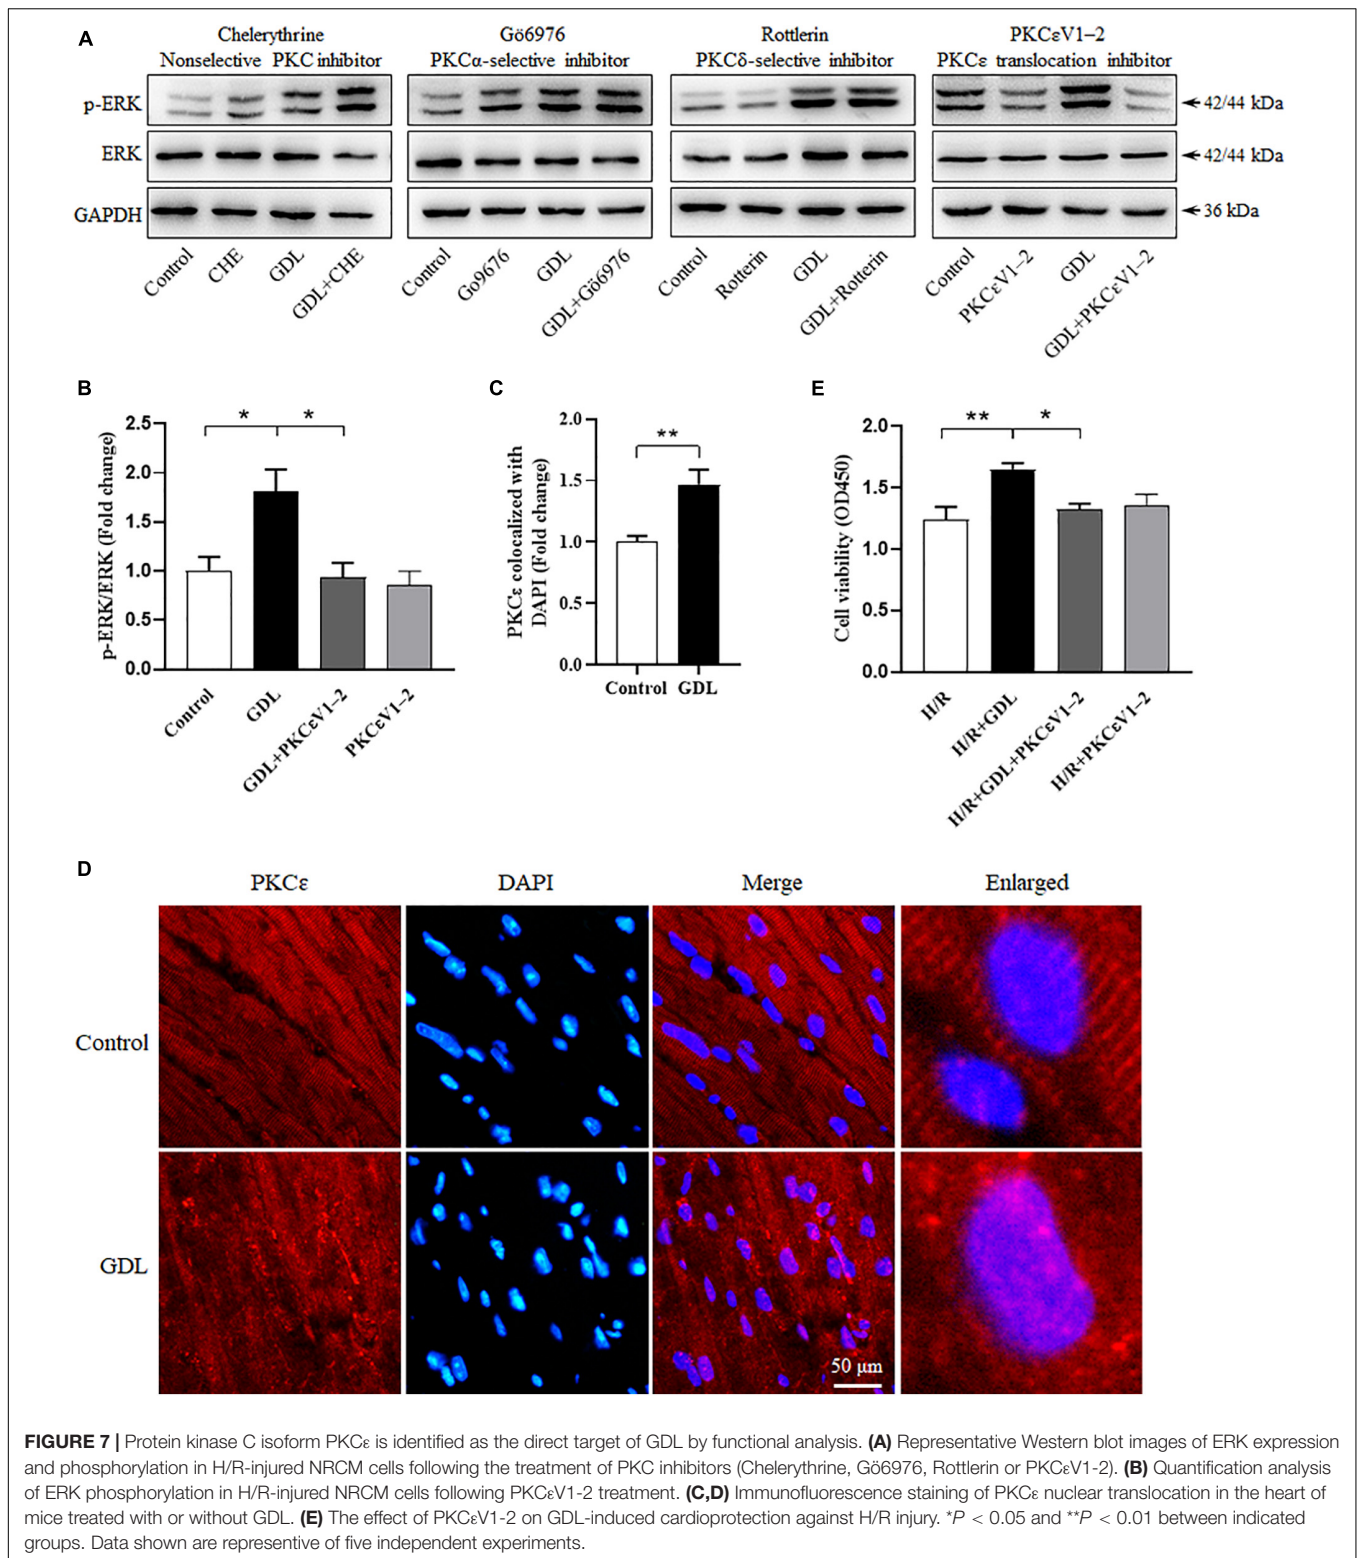 A
Chelerythrine
Nonselective PKC inhibitor
Gö6976
PKCα-selective inhibitor
Rottlerin
PKCδ-selective inhibitor
PKCεV1–2
PKCε translocation inhibitor
p-ERK
42/44 kDa
ERK
42/44 kDa
GAPDH
36 kDa
Control
CHE
GDL
GDL+CHE
Control
Go9676
GDL
GDL+Gö6976
Control
Rotterin
GDL
GDL+Rotterin
Control
PKCεV1–2
GDL
GDL+PKCεV1–2
B
p-ERK/ERK (Fold change)
2.5
2.0
1.5
1.0
0.5
0.0
*
*
Control
GDL
GDL+PKCεV1–2
PKCεV1–2
C
PKCε colocalized with
DAPI (Fold change)
2.0
1.5
1.0
0.5
0.0
**
Control GDL
E
Cell viability (OD450)
2.0
1.5
1.0
0.5
0.0
**
*
H/R
H/R+GDL
H/R+GDL+PKCεV1–2
H/R+PKCεV1–2
D
PKCε
DAPI
Merge
Enlarged
Control
GDL
50 μm
FIGURE 7 | Protein kinase C isoform PKCε is identified as the direct target of GDL by functional analysis. (A) Representative Western blot images of ERK expression
and phosphorylation in H/R-injured NRCM cells following the treatment of PKC inhibitors (Chelerythrine, Gö6976, Rottlerin or PKCεV1-2). (B) Quantification analysis
of ERK phosphorylation in H/R-injured NRCM cells following PKCεV1-2 treatment. (C,D) Immunofluorescence staining of PKCε nuclear translocation in the heart of
mice treated with or without GDL. (E) The effect of PKCεV1-2 on GDL-induced cardioprotection against H/R injury. *P < 0.05 and **P < 0.01 between indicated
groups. Data shown are representive of five independent experiments.